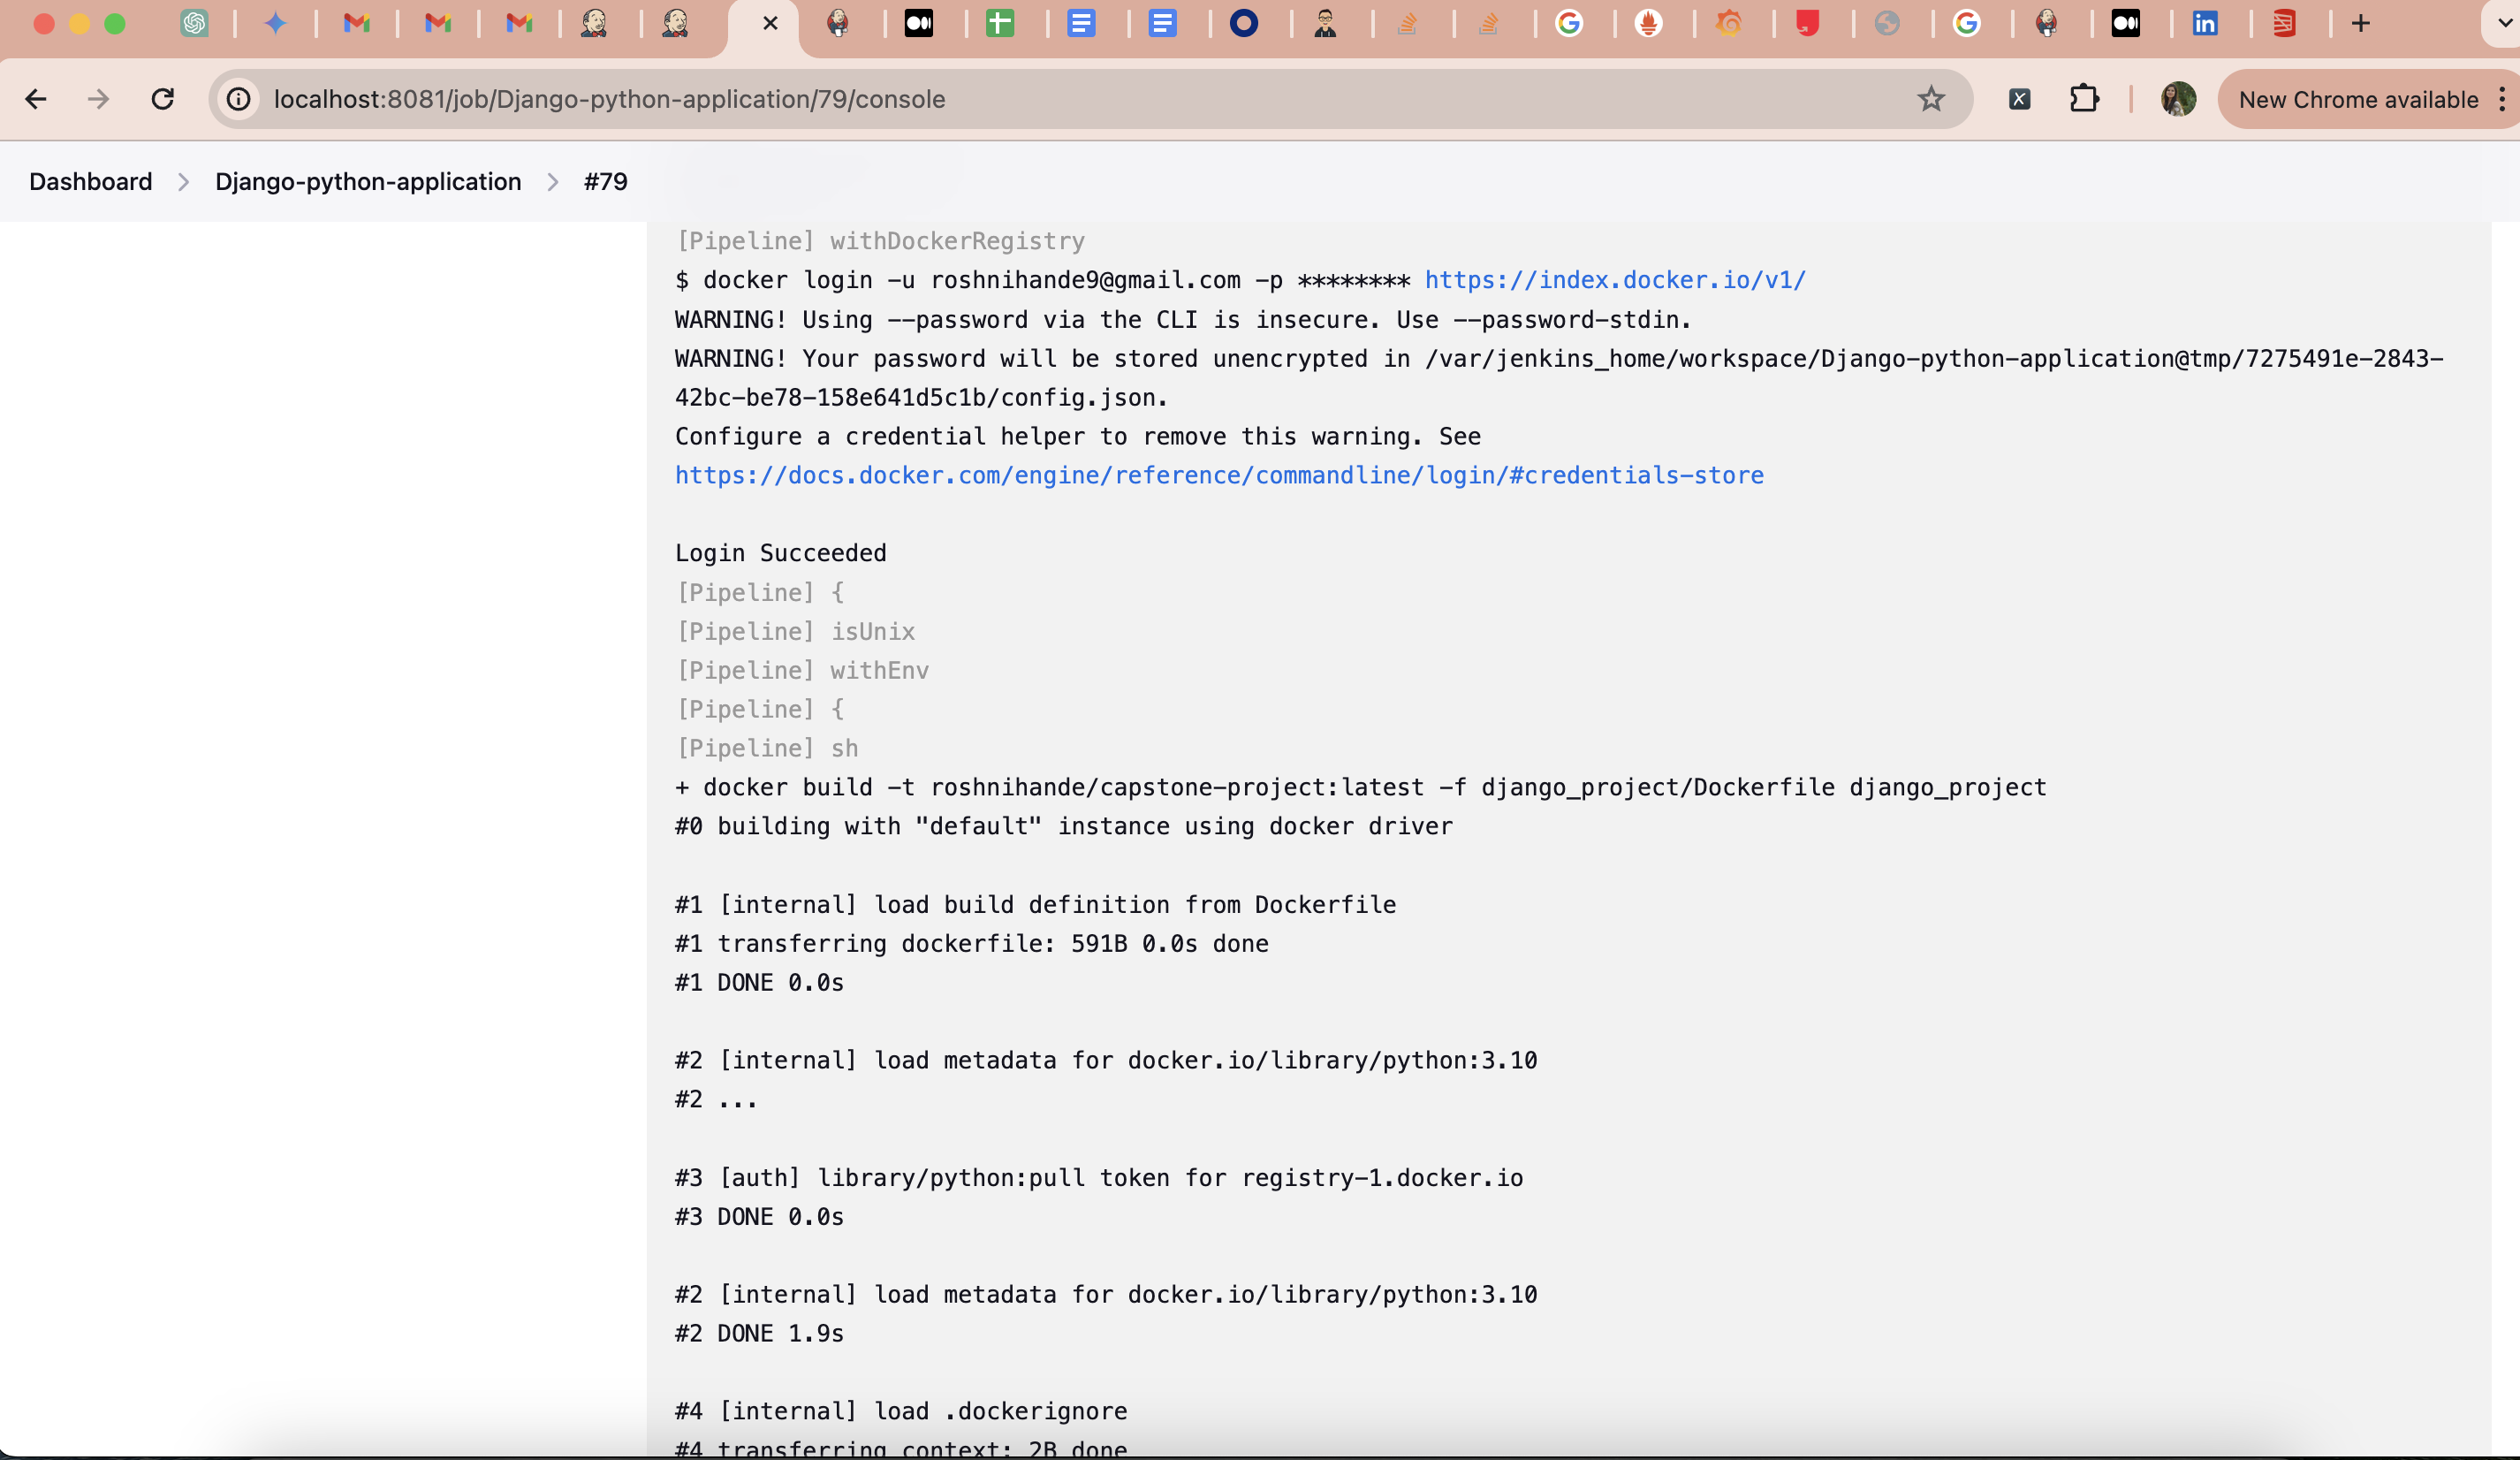 localhost:8081/job/Django-python-application/79/console
New Chrome available
Dashboard > Django-python-application > #79
[Pipeline] withDockerRegistry
$ docker login -u roshnihande9@gmail.com -p ******** https://index.docker.io/v1/
WARNING! Using --password via the CLI is insecure. Use --password-stdin.
WARNING! Your password will be stored unencrypted in /var/jenkins_home/workspace/Django-python-application@tmp/7275491e-2843-
42bc-be78-158e641d5c1b/config.json.
Configure a credential helper to remove this warning. See
https://docs.docker.com/engine/reference/commandline/login/#credentials-store
Login Succeeded
[Pipeline] {
[Pipeline] isUnix
[Pipeline] withEnv
[Pipeline] {
[Pipeline] sh
+ docker build -t roshnihande/capstone-project:latest -f django_project/Dockerfile django_project
#0 building with "default" instance using docker driver
#1 [internal] load build definition from Dockerfile
#1 transferring dockerfile: 591B 0.0s done
#1 DONE 0.0s
#2 [internal] load metadata for docker.io/library/python:3.10
#2 ...
#3 [auth] library/python:pull token for registry-1.docker.io
#3 DONE 0.0s
#2 [internal] load metadata for docker.io/library/python:3.10
#2 DONE 1.9s
#4 [internal] load .dockerignore
#4 transferring context: 2B done